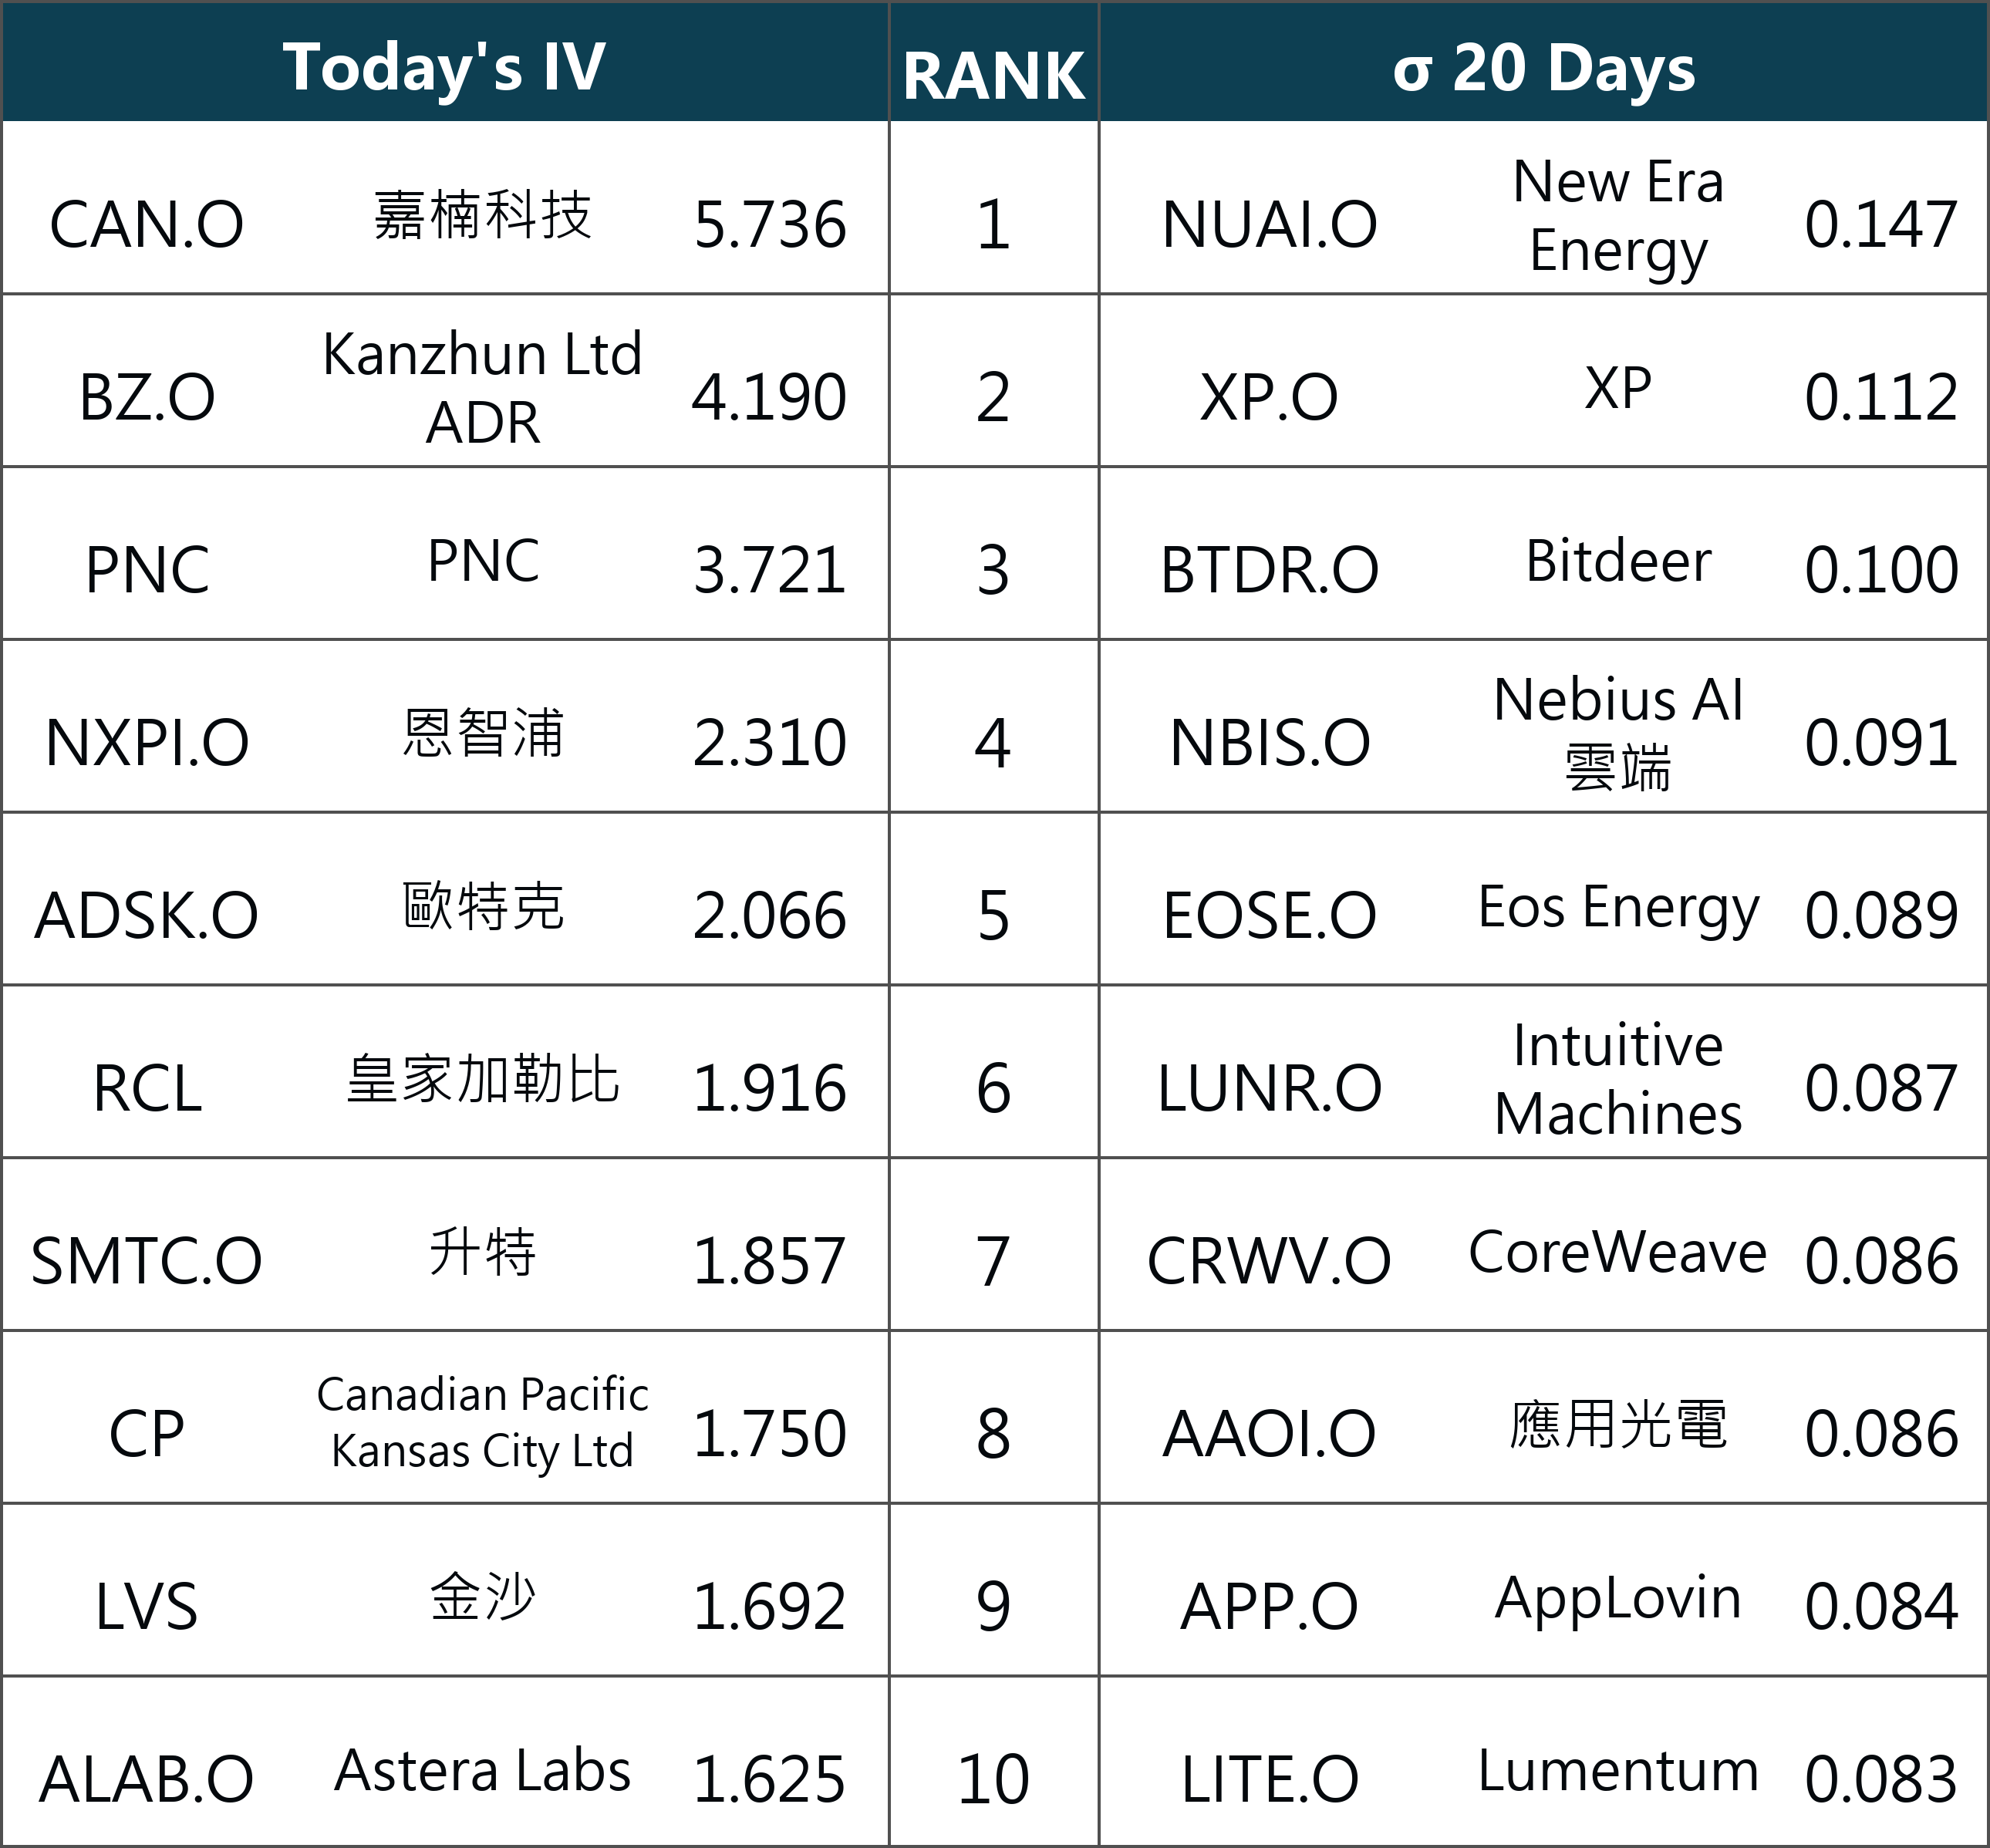 Today's IV RANK σ 20 Days
CAN.O 嘉楠科技 5.736 1 NUAI.O New Era Energy 0.147
BZ.O Kanzhun Ltd ADR 4.190 2 XP.O XP 0.112
PNC PNC 3.721 3 BTDR.O Bitdeer 0.100
NXPI.O 恩智浦 2.310 4 NBIS.O Nebius AI 雲端 0.091
ADSK.O 歐特克 2.066 5 EOSE.O Eos Energy 0.089
RCL 皇家加勒比 1.916 6 LUNR.O Intuitive Machines 0.087
SMTC.O 升特 1.857 7 CRWV.O CoreWeave 0.086
CP Canadian Pacific Kansas City Ltd 1.750 8 AAOI.O 應用光電 0.086
LVS 金沙 1.692 9 APP.O AppLovin 0.084
ALAB.O Astera Labs 1.625 10 LITE.O Lumentum 0.083